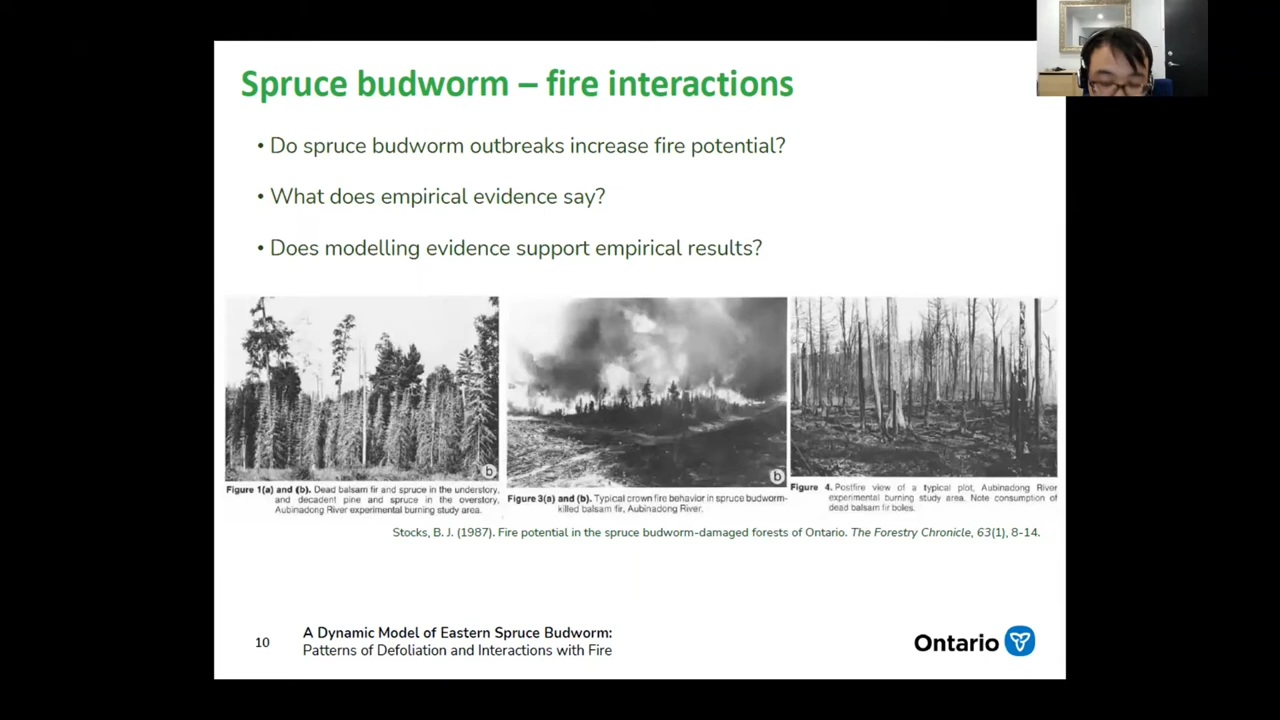 Spruce budworm – fire interactions
• Do spruce budworm outbreaks increase fire potential?
• What does empirical evidence say?
• Does modelling evidence support empirical results?
b
b
Figure 1(a) and (b). Dead balsam fir and spruce in the understory,
and decadent pine and spruce in the overstory,
Aubinadong River experimental burning study area.
Figure 3(a) and (b). Typical crown fire behavior in spruce budworm-
killed balsam fir, Aubinadong River.
Figure 4. Postfire view of a typical plot, Aubinadong River
experimental burning study area. Note consumption of
dead balsam fir boles.
Stocks, B. J. (1987). Fire potential in the spruce budworm-damaged forests of Ontario. The Forestry Chronicle, 63(1), 8-14.
10
A Dynamic Model of Eastern Spruce Budworm:
Patterns of Defoliation and Interactions with Fire
Ontario